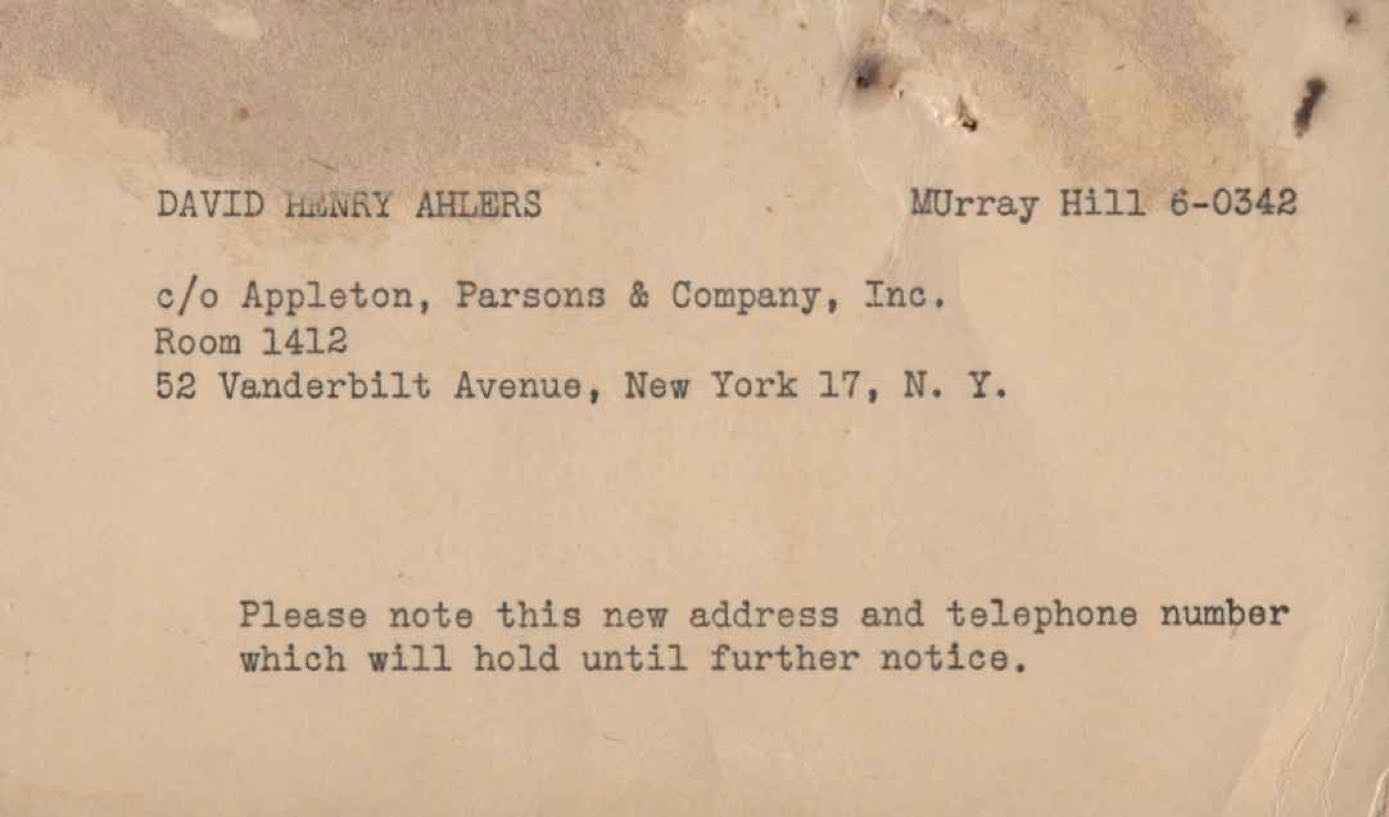 DAVID HENRY AHLERS MUrray Hill 6-0342
c/o Appleton, Parsons & Company, Inc.
Room 1412
52 Vanderbilt Avenue, New York 17, N. Y.
Please note this new address and telephone number
which will hold until further notice.